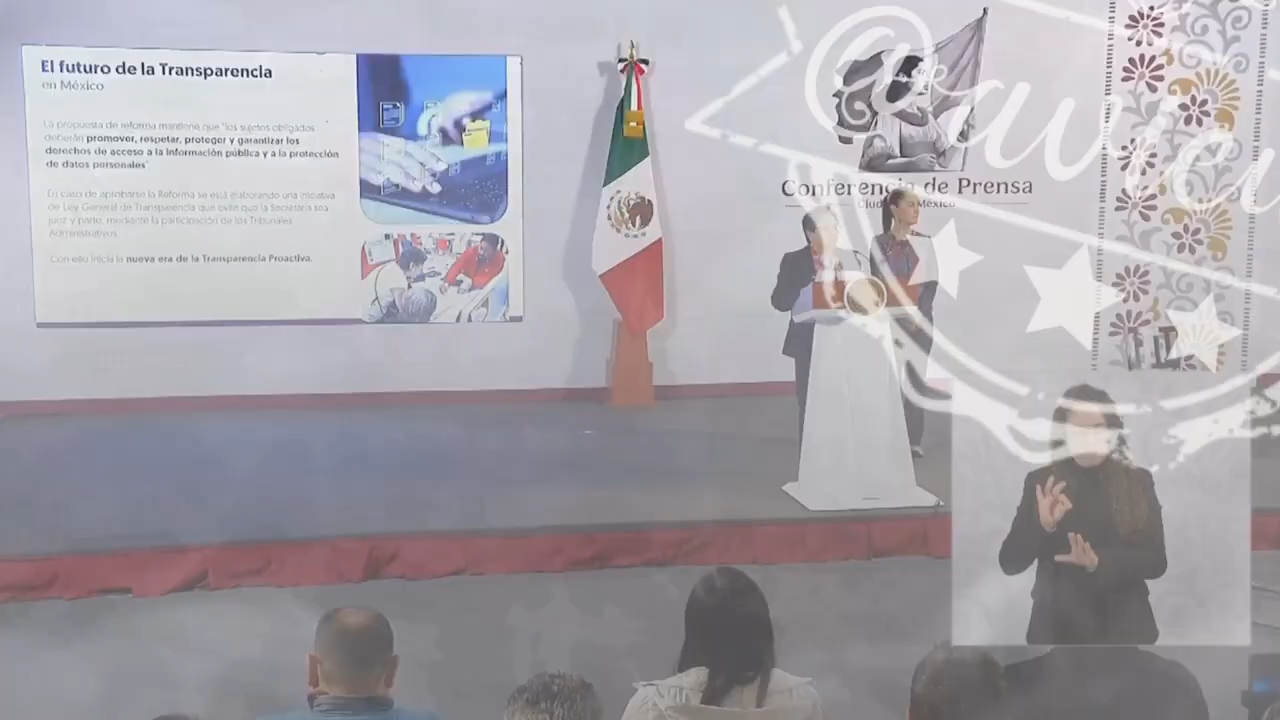 El futuro de la Transparencia
en México
La propuesta de reforma mantiene que "los sujetos obligados
deberán promover, respetar, proteger y garantizar los
derechos de acceso a la información pública y a la protección
de datos personales".
En caso de aprobarse la Reforma se está elaborando una iniciativa
de Ley General de Transparencia que evite que la Secretaría sea
juez y parte, mediante la participación de los Tribunales
Administrativos.
Con ello inicia la nueva era de la Transparencia Proactiva.
Conferencia de Prensa
México